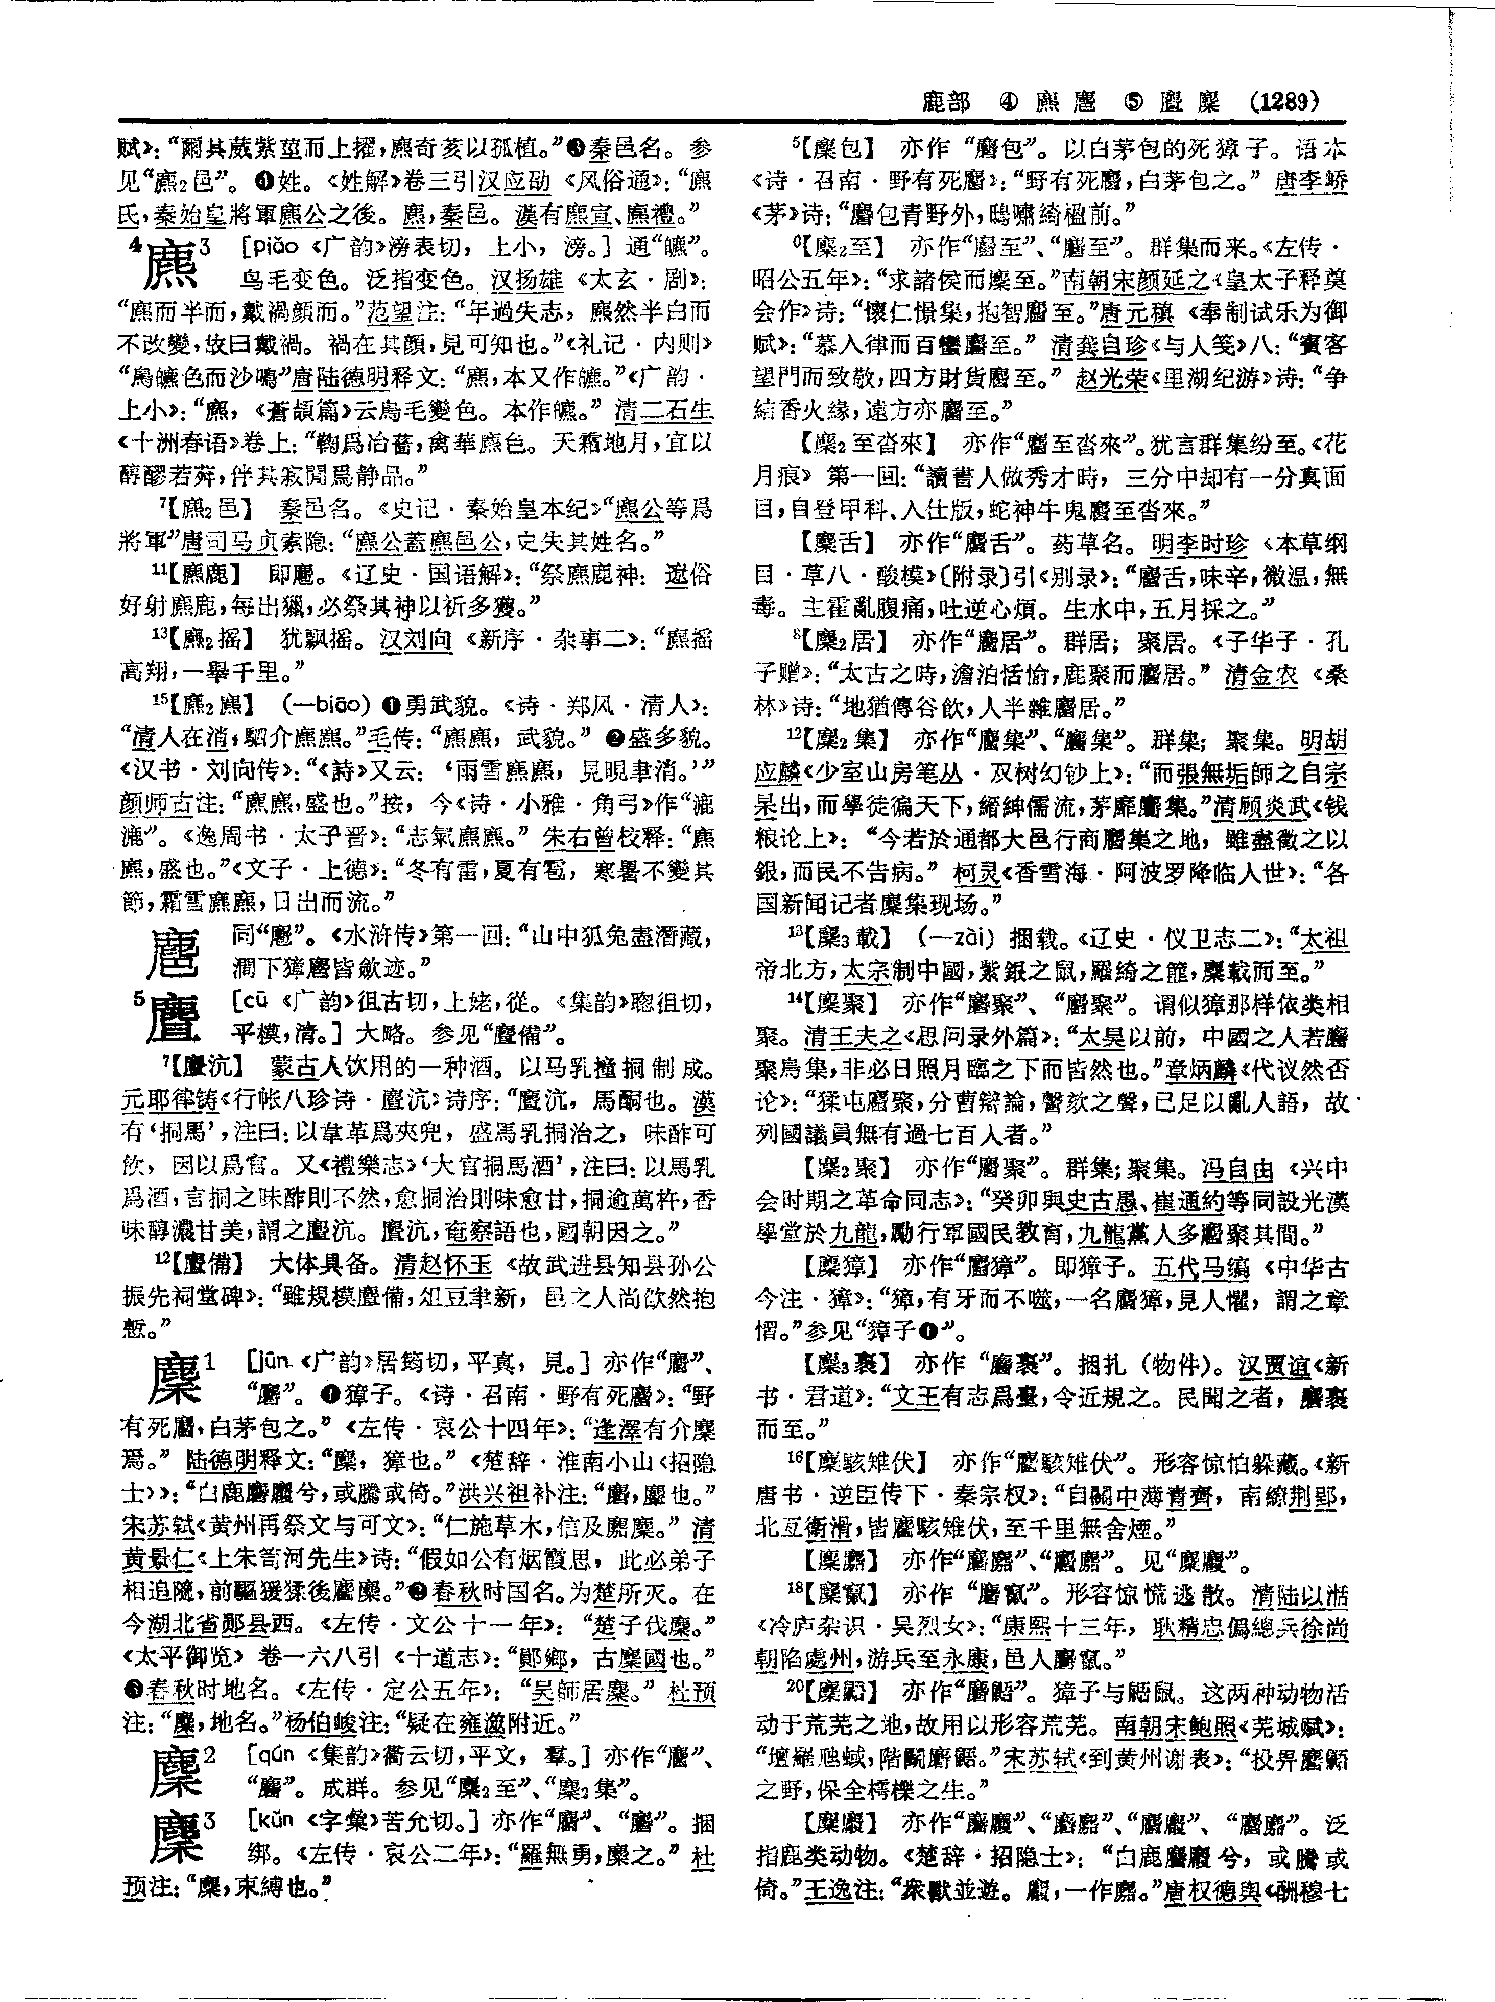 鹿部 ④ 麃 麅 ⑤ 麆 麇 (1289)
赋》：“爾其蕨紫莖而上擢，麃奇荄以孤植。”❸秦邑名。参
见“麃₂邑”。❹姓。《姓解》卷三引汉应劭《风俗通》：“麃
氏，秦始皇將軍麃公之後。麃，秦邑。漢有麃宣、麃禮。”
⁴麃³ [piǎo《广韵》滂表切，上小，滂。] 通“皫”。
鸟毛变色。泛指变色。汉扬雄《太玄·剧》：
“麃而半而，戴禍顏而。”范望注：“年過失志，麃然半白而
不改變，故曰戴禍。禍在其顏，見可知也。”《礼记·内则》
“鳥皫色而沙鳴”唐陆德明释文：“麃，本又作皫。”《广韵·
上小》：“麃，《蒼頡篇》云鳥毛變色。本作皫。”清二石生
《十洲春语》卷上：“鞠爲冶蕾，禽華麃色。天霜地月，宜以
醇醪若荈，伴其寂閒爲静品。”
⁷【麃₂邑】 秦邑名。《史记·秦始皇本纪》“麃公等爲
將軍”唐司马贞索隐：“麃公蓋麃邑公，史失其姓名。”
¹¹【麃鹿】 即麅。《辽史·国语解》：“祭麃鹿神：遼俗
好射麃鹿，每出獵，必祭其神以祈多獲。”
¹³【麃₂摇】 犹飘摇。汉刘向《新序·杂事二》：“麃摇
高翔，一舉千里。”
¹⁵【麃₂麃】 (—biāo) ❶勇武貌。《诗·郑风·清人》：
“清人在消，駟介麃麃。”毛传：“麃麃，武貌。”❷盛多貌。
《汉书·刘向传》：“《詩》又云：‘雨雪麃麃，見晛聿消。’”
颜师古注：“麃麃，盛也。”按，今《诗·小雅·角弓》作“瀌
瀌”。《逸周书·太子晋》：“志氣麃麃。”朱右曾校释：“麃
麃，盛也。”《文子·上德》：“冬有雷，夏有雹，寒暑不變其
節，霜雪麃麃，日出而流。”
麅 同“麅”。《水浒传》第一回：“山中狐兔盡潛藏，
澗下獐麅皆斂迹。”
⁵麆 [cū《广韵》徂古切，上姥，從。《集韵》聰徂切，
平模，清。] 大略。参见“麆備”。
⁷【麆沆】 蒙古人饮用的一种酒。以马乳撞挏制成。
元耶律铸《行帐八珍诗·麆沆》诗序：“麆沆，馬酮也。漢
有‘挏馬’，注曰：以韋革爲夾兜，盛馬乳挏治之，味酢可
飲，因以爲官。又《禮樂志》‘大官挏馬酒’，注曰：以馬乳
爲酒，言挏之味酢則不然，愈挏治則味愈甘，挏逾萬杵，香
味醇濃甘美，謂之麆沆。麆沆，奄蔡語也，國朝因之。”
¹²【麆備】 大体具备。清赵怀玉《故武进县知县孙公
振先祠堂碑》：“雖規模麆備，俎豆聿新，邑之人尚欿然抱
慙。”
麇¹ [jūn《广韵》居筠切，平真，見。] 亦作“麕”、
“麏”。❶獐子。《诗·召南·野有死麕》：“野
有死麕，白茅包之。”《左传·哀公十四年》：“逢澤有介麇
焉。”陆德明释文：“麇，獐也。”《楚辞·淮南小山〈招隐
士〉》：“白鹿麏麚兮，或騰或倚。”洪兴祖补注：“麏，麞也。”
宋苏轼《黄州再祭文与可文》：“仁施草木，信及麃麇。”清
黄景仁《上朱笥河先生》诗：“假如公有烟霞思，此必弟子
相追隨，前驅猨猱後麏麇。”❷春秋时国名。为楚所灭。在
今湖北省郧县西。《左传·文公十一年》：“楚子伐麇。”
《太平御览》卷一六八引《十道志》：“鄖鄉，古麇國也。”
❸春秋时地名。《左传·定公五年》：“吴師居麇。”杜预
注：“麇，地名。”杨伯峻注：“疑在雍澨附近。”
麇² [qún《集韵》衢云切，平文，羣。] 亦作“麕”、
“麏”。成群。参见“麇₂至”、“麇₂集”。
麇³ [kǔn《字彙》苦允切。] 亦作“麕”、“麏”。捆
绑。《左传·哀公二年》：“羅無勇，麇之。”杜
预注：“麇，束縛也。”
⁵【麇包】 亦作“麕包”。以白茅包的死獐子。语本
《诗·召南·野有死麕》：“野有死麕，白茅包之。”唐李峤
《茅》诗：“麕包青野外，鴟嘯綺楹前。”
⁶【麇₂至】 亦作“麏至”、“麕至”。群集而来。《左传·
昭公五年》：“求諸侯而麇至。”南朝宋颜延之《皇太子释奠
会作》诗：“懷仁憬集，抱智麏至。”唐元稹《奉制试乐为御
赋》：“慕入律而百蠻麕至。”清龚自珍《与人笺》八：“賓客
望門而致敬，四方財貨麏至。”赵光荣《里湖纪游》诗：“争
結香火缘，遠方亦麕至。”
【麇₂至沓來】 亦作“麕至沓來”。犹言群集纷至。《花
月痕》第一回：“讀書人做秀才時，三分中却有一分真面
目，自登甲科、入仕版，蛇神牛鬼麕至沓來。”
【麇舌】 亦作“麕舌”。药草名。明李时珍《本草纲
目·草八·酸模》〔附录〕引《别录》：“麕舌，味辛，微温，無
毒。主霍亂腹痛，吐逆心煩。生水中，五月採之。”
⁸【麇₂居】 亦作“麕居”。群居；聚居。《子华子·孔
子赠》：“太古之時，澹泊恬愉，鹿聚而麕居。”清金农《桑
林》诗：“地猶傳谷飲，人半雜麕居。”
¹²【麇₂集】 亦作“麏集”、“麕集”。群集；聚集。明胡
应麟《少室山房笔丛·双树幻钞上》：“而張無垢師之自宗
杲出，而學徒徧天下，縉紳儒流，茅靡麕集。”清顾炎武《钱
粮论上》：“今若於通都大邑行商麕集之地，雖盡徵之以
銀，而民不告病。”柯灵《香雪海·阿波罗降临人世》：“各
国新闻记者麇集现场。”
¹³【麇₃載】 (—zài) 捆载。《辽史·仪卫志二》：“太祖
帝北方，太宗制中國，紫銀之鼠，羅綺之篚，麇載而至。”
¹⁴【麇聚】 亦作“麕聚”、“麏聚”。谓似獐那样依类相
聚。清王夫之《思问录外篇》：“太昊以前，中國之人若麕
聚鳥集，非必日照月臨之下而皆然也。”章炳麟《代议然否
论》：“猱屯麕聚，分曹辯論，謦欬之聲，已足以亂人語，故
列國議員無有過七百人者。”
【麇₂聚】 亦作“麕聚”。群集；聚集。冯自由《兴中
会时期之革命同志》：“癸卯與史古愚、崔通約等同設光漢
學堂於九龍，勵行軍國民教育，九龍黨人多麕聚其間。”
【麇獐】 亦作“麕獐”。即獐子。五代马缟《中华古
今注·獐》：“獐，有牙而不噬，一名麕獐，見人懼，謂之章
慴。”参见“獐子❶”。
【麇₃裹】 亦作“麕裹”。捆扎（物件）。汉贾谊《新
书·君道》：“文王有志爲臺，令近規之。民聞之者，麕裹
而至。”
¹⁶【麇駭雉伏】 亦作“麏駭雉伏”。形容惊怕躲藏。《新
唐书·逆臣传下·秦宗权》：“自關中薄青齊，南繚荆郢，
北亙衛滑，皆麏駭雉伏，至千里無舍煙。”
【麇麔】 亦作“麏麔”、“麕麔”。见“麇麚”。
¹⁸【麇竄】 亦作“麕竄”。形容惊慌逃散。清陆以湉
《冷庐杂识·吴烈女》：“康熙十三年，耿精忠僞總兵徐尚
朝陷處州，游兵至永康，邑人麕竄。”
²⁰【麇鼯】 亦作“麕鼯”。獐子与鼯鼠。这两种动物活
动于荒芜之地，故用以形容荒芜。南朝宋鲍照《芜城赋》：
“壇羅虺蜮，階鬭麏鼯。”宋苏轼《到黄州谢表》：“投畀麏鼯
之野，保全樗櫟之生。”
【麇麚】 亦作“麏麚”、“麏麔”、“麕麚”、“麕麔”。泛
指鹿类动物。《楚辞·招隐士》：“白鹿麏麚兮，或騰或
倚。”王逸注：“衆獸並遊。麚，一作麔。”唐权德舆《酬穆七